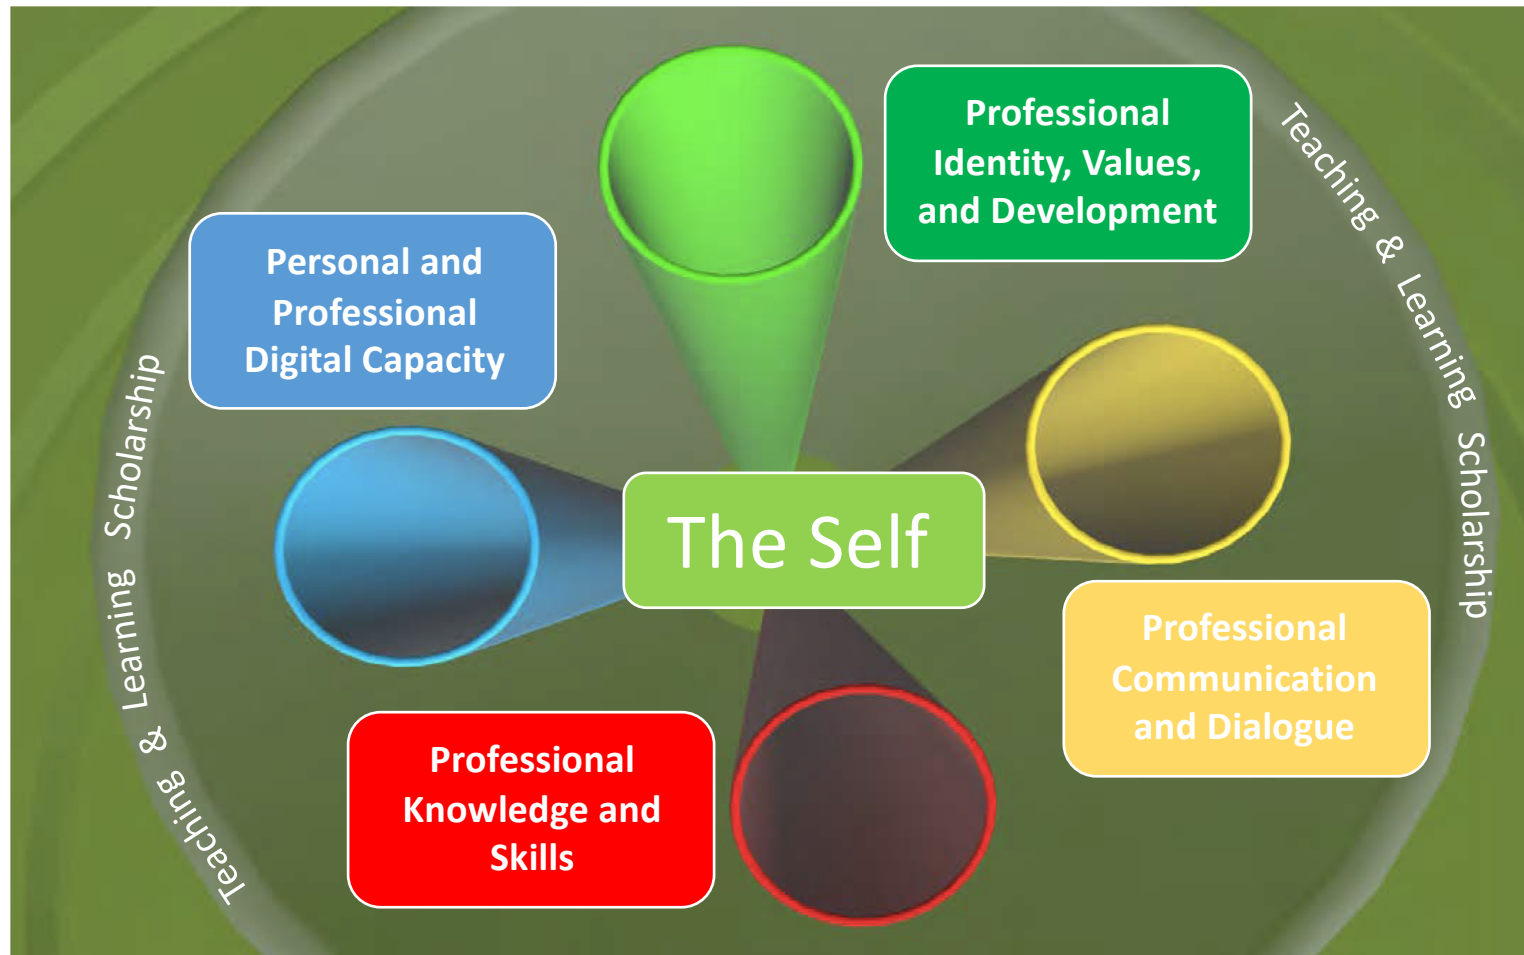 Professional
Identity, Values,
and Development
Teaching & Learning Scholarship
Personal and
Professional
Digital Capacity
Teaching & Learning Scholarship
The Self
Professional
Communication
and Dialogue
Professional
Knowledge and
Skills